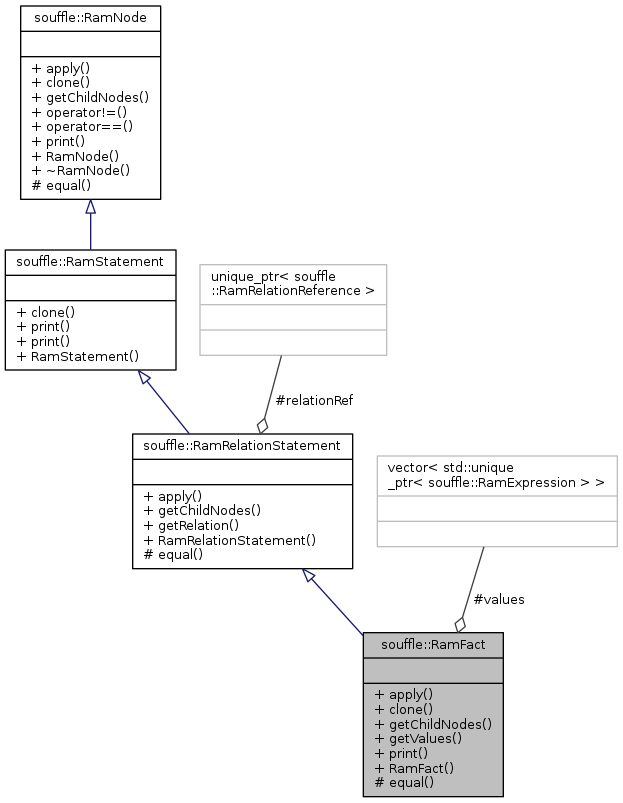 souffle::RamNode
+ apply()
+ clone()
+ getChildNodes()
+ operator!=()
+ operator==()
+ print()
+ RamNode()
+ ~RamNode()
# equal()
souffle::RamStatement
+ clone()
+ print()
+ print()
+ RamStatement()
unique_ptr< souffle
::RamRelationReference >
#relationRef
souffle::RamRelationStatement
+ apply()
+ getChildNodes()
+ getRelation()
+ RamRelationStatement()
# equal()
vector< std::unique
_ptr< souffle::RamExpression > >
#values
souffle::RamFact
+ apply()
+ clone()
+ getChildNodes()
+ getValues()
+ print()
+ RamFact()
# equal()